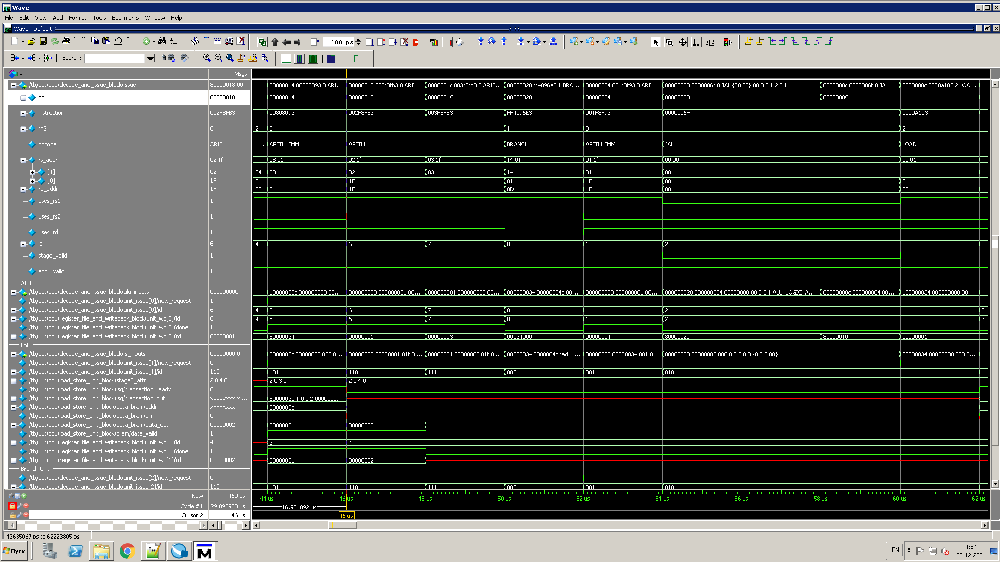 Wave
File Edit View Add Format Tools Bookmarks Window Help
Wave - Default
100 ps
Search:
Msgs
/tb/uut/cpu/decode_and_issue_block/issue 80000018 00... 80000014 00808093 0 ARI... 80000018 002f8fb3 0 ARI... 8000001c 003f8fb3 0 ARIT... 80000020 ff4096e3 1 BRA... 80000024 001f8f93 0 ARI... 80000028 0000006f 0 JAL {00 00} 00 0 0 1 2 0 1 8000000c 0000006f 0 JAL ... 8000000c 0000a103 2 LOA...
pc 80000018 80000014 80000018 8000001C 80000020 80000024 80000028 8000000C
instruction 002F8FB3 00808093 002F8FB3 003F8FB3 FF4096E3 001F8F93 0000006F 0000A103
fn3 0 2 0 1 0 2
opcode ARITH L... ARITH_IMM ARITH BRANCH ARITH_IMM JAL LOAD
rs_addr 02 1f 08 01 02 1f 03 1f 14 01 01 1f 00 00 00 01
[1] 02 04 08 02 03 14 01 00
[0] 1F 01 1F 01 1F 00 01
rd_addr 1F 03 01 1F 0D 1F 00 02
uses_rs1 1
uses_rs2 1
uses_rd 1
id 6 4 5 6 7 0 1 2 3
stage_valid 1
addr_valid 1
ALU
/tb/uut/cpu/decode_and_issue_block/alu_inputs 000000000 ... 18000002c 000000008 80... 000000000 000000001 00... 000000001 000000002 00... 080000034 08000004c 80... 000000003 000000001 00... 080000028 000000004 00000000 00 0 0 1 ALU_LOGIC_A... 08000000c 000000004 00... 180000034 000000000 80...
/tb/uut/cpu/decode_and_issue_block/unit_issue[0]/new_request 1
/tb/uut/cpu/decode_and_issue_block/unit_issue[0]/id 6 4 5 6 7 0 1 2 3
/tb/uut/cpu/register_file_and_writeback_block/unit_wb[0]/id 6 4 5 6 7 0 1 2 3
/tb/uut/cpu/register_file_and_writeback_block/unit_wb[0]/done 1
/tb/uut/cpu/register_file_and_writeback_block/unit_wb[0]/rd 00000001 80000034 00000001 00000003 00034000 00000004 8000002c 80000010 00000001
LSU
/tb/uut/cpu/decode_and_issue_block/ls_inputs 00000000 0... 8000002c 00000000 008 0... 00000000 00000001 01f 0 ... 00000001 00000002 01f 0 ... 80000034 8000004c fed 1 ... 00000003 80000034 001 0... 00000000 00000000 000 0 0 0 0 0 {0 0 0 00} 80000034 00000000 000 2...
/tb/uut/cpu/decode_and_issue_block/unit_issue[1]/new_request 0
/tb/uut/cpu/decode_and_issue_block/unit_issue[1]/id 110 101 110 111 000 001 010
/tb/uut/cpu/load_store_unit_block/stage2_attr 2 0 4 0 2 0 3 0 2 0 4 0
/tb/uut/cpu/load_store_unit_block/lsq/transaction_ready 0
/tb/uut/cpu/load_store_unit_block/lsq/transaction_out xxxxxxxx x ... 80000030 1 0 0 2 0000000...
/tb/uut/cpu/load_store_unit_block/data_bram/addr xxxxxxxx 2000000c
/tb/uut/cpu/load_store_unit_block/data_bram/en 0
/tb/uut/cpu/load_store_unit_block/data_bram/data_out 00000002 00000001 00000002
/tb/uut/cpu/load_store_unit_block/bram/data_valid 1
/tb/uut/cpu/register_file_and_writeback_block/unit_wb[1]/id 4 3 4
/tb/uut/cpu/register_file_and_writeback_block/unit_wb[1]/done 1
/tb/uut/cpu/register_file_and_writeback_block/unit_wb[1]/rd 00000002 00000001 00000002
Branch Unit
/tb/uut/cpu/decode_and_issue_block/unit_issue[2]/new_request 0
/tb/uut/cpu/decode_and_issue_block/unit_issue[2]/id 110 101 110 111 000 001 010
Now 460 us 44 us 46 us 48 us 50 us 52 us 54 us 56 us 58 us 60 us 62 us
Cycle #1 29.098908 us 16.901092 us
Cursor 2 46 us 46 us
43635067 ps to 62223805 ps
Пуск
EN
4:54
28.12.2021